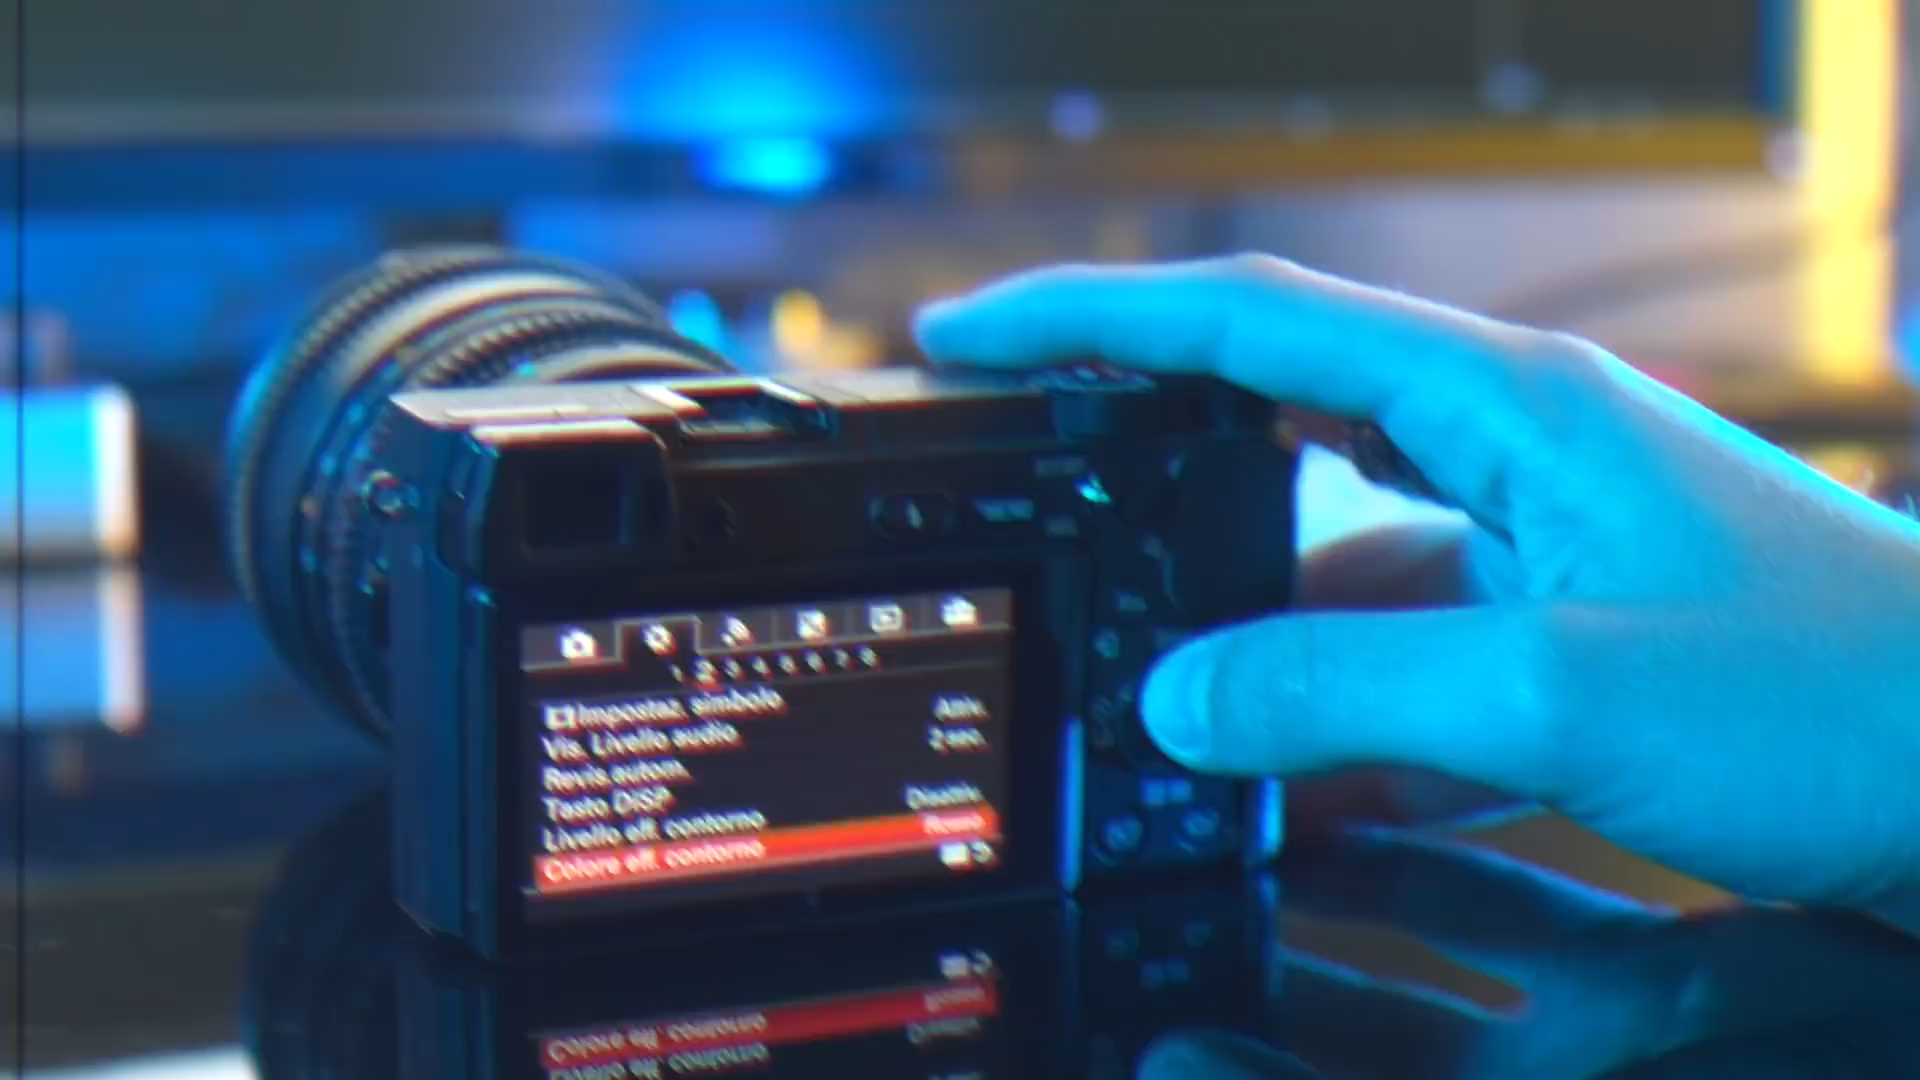 1 2 3 4 5 6 7 8
Impostaz. simbolo
Vis. Livello audio Attiv.
Revis autom. 2 sec.
Tasto DISP
Livello eff. contorno Disattiv.
Colore eff. contorno Rosso